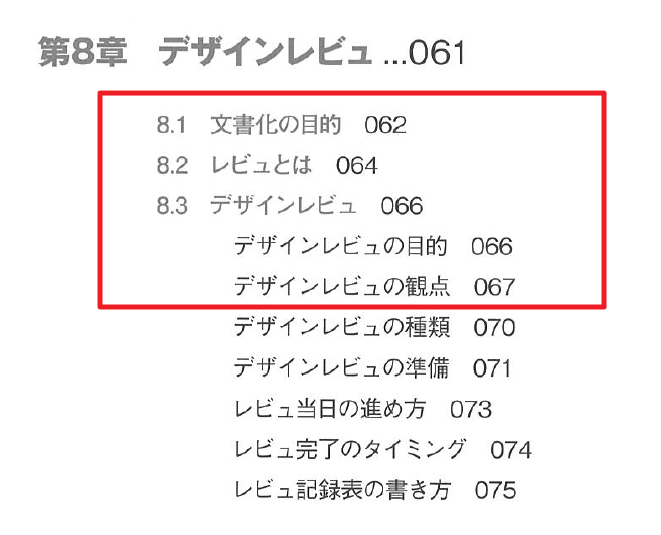 第8章 デザインレビュ ...061
8.1 文書化の目的 062
8.2 レビュとは 064
8.3 デザインレビュ 066
デザインレビュの目的 066
デザインレビュの観点 067
デザインレビュの種類 070
デザインレビュの準備 071
レビュ当日の進め方 073
レビュ完了のタイミング 074
レビュ記録表の書き方 075